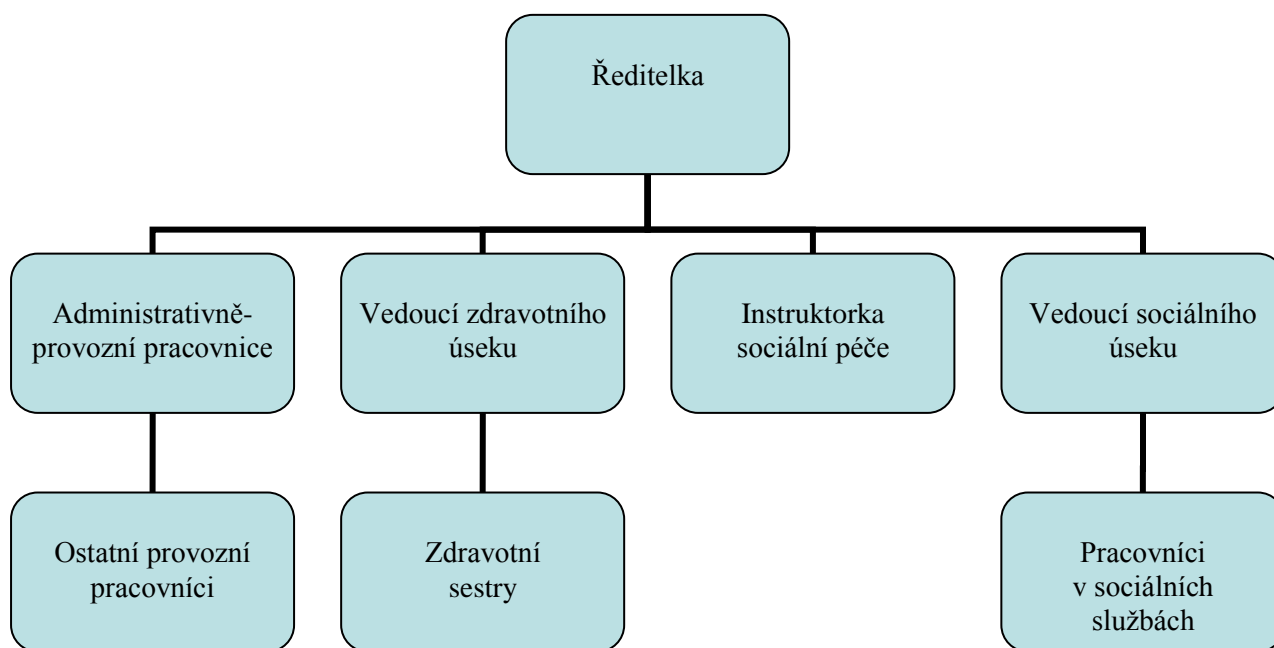 Ředitelka
Administrativně-
provozní pracovnice
Vedoucí zdravotního
úseku
Instruktorka
sociální péče
Vedoucí sociálního
úseku
Ostatní provozní
pracovníci
Zdravotní
sestry
Pracovníci
v sociálních
službách